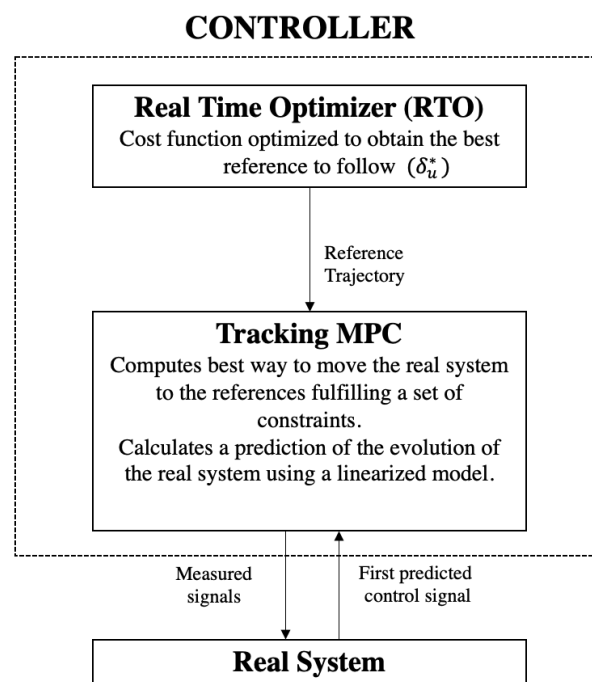 CONTROLLER
Real Time Optimizer (RTO)
Cost function optimized to obtain the best
reference to follow (δ*u)
Reference
Trajectory
Tracking MPC
Computes best way to move the real system
to the references fulfilling a set of
constraints.
Calculates a prediction of the evolution of
the real system using a linearized model.
Measured
signals
First predicted
control signal
Real System